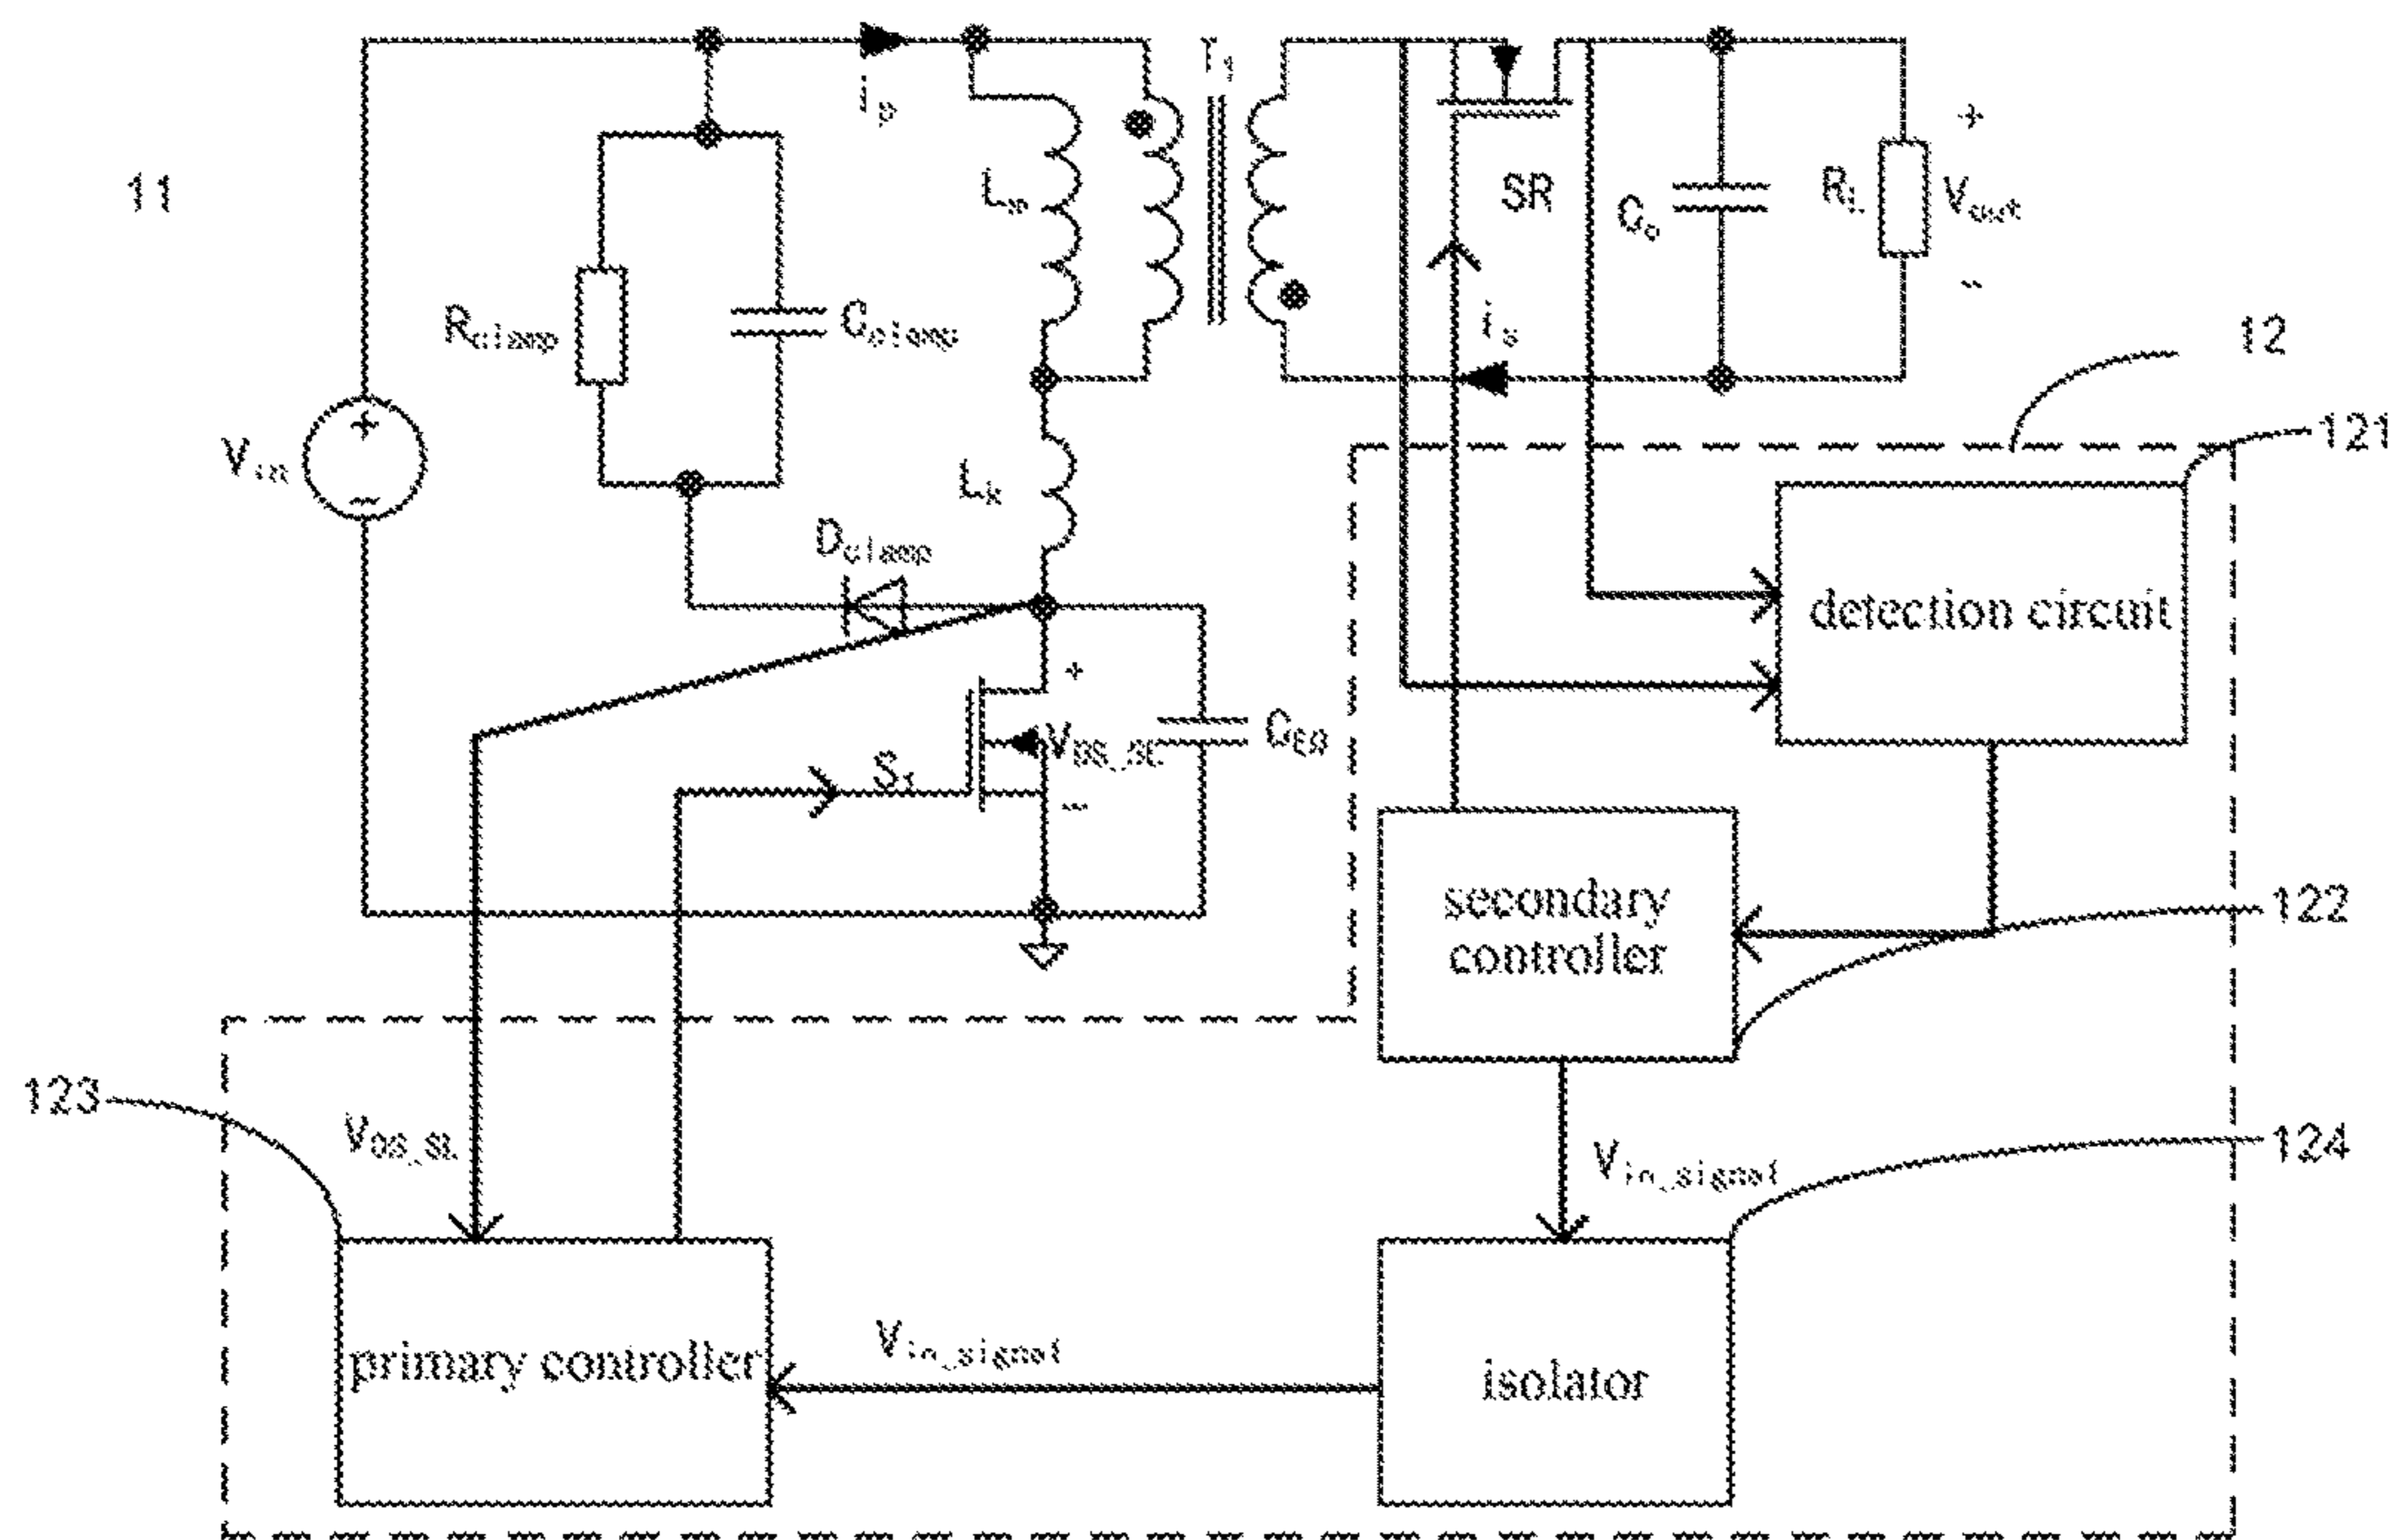 11
i_p
T_1
L_m
SR
C_o
R_L
V_out
+
-
R_clamp
C_clamp
i_s
12
121
V_in
+
-
L_k
D_clamp
detection circuit
+
V_DS_SL
-
C_EQ
S_1
secondary
controller
122
123
V_DS_SL
V_in_signal
124
V_in_signal
primary controller
isolator